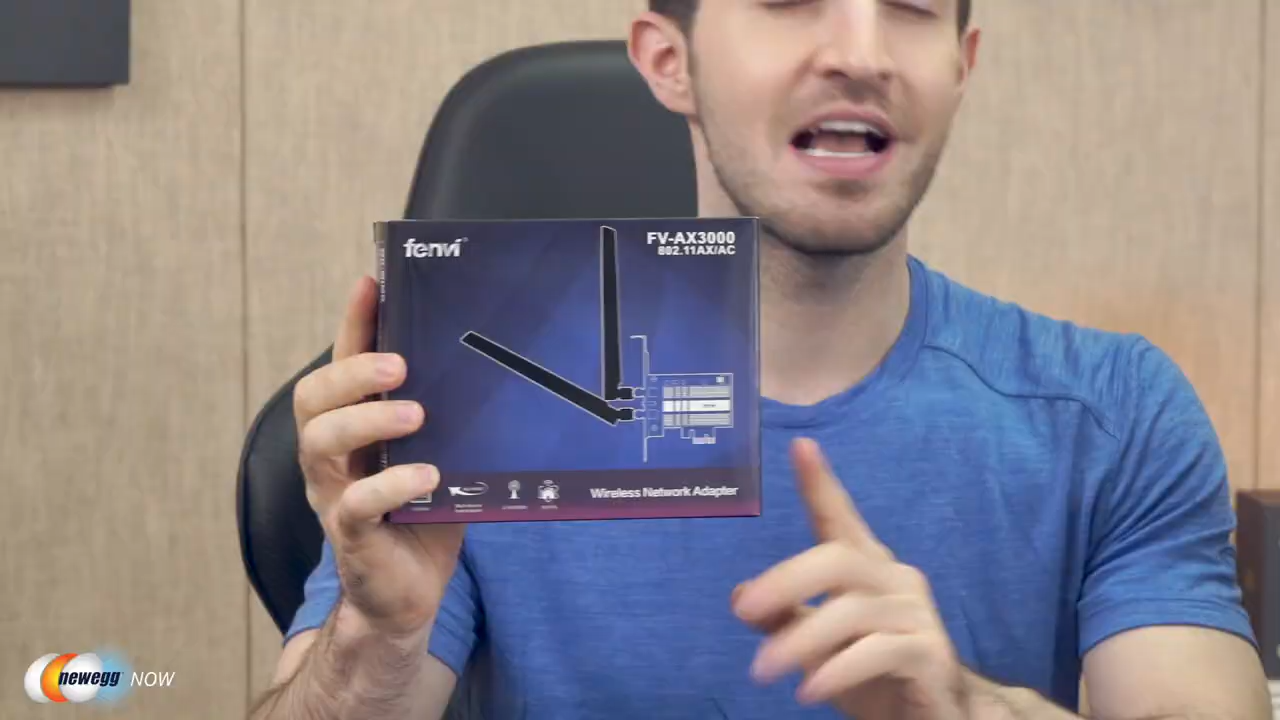 fenvi
FV-AX3000
802.11AX/AC
Wireless Network Adapter
newegg NOW